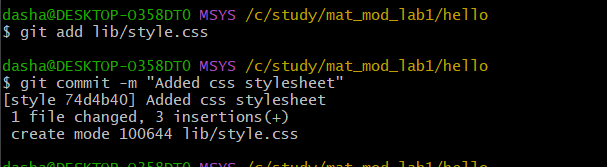 dasha@DESKTOP-O358DT0 MSYS /c/study/mat_mod_lab1/hello
$ git add lib/style.css
dasha@DESKTOP-O358DT0 MSYS /c/study/mat_mod_lab1/hello
$ git commit -m "Added css stylesheet"
[style 74d4b40] Added css stylesheet
 1 file changed, 3 insertions(+)
 create mode 100644 lib/style.css